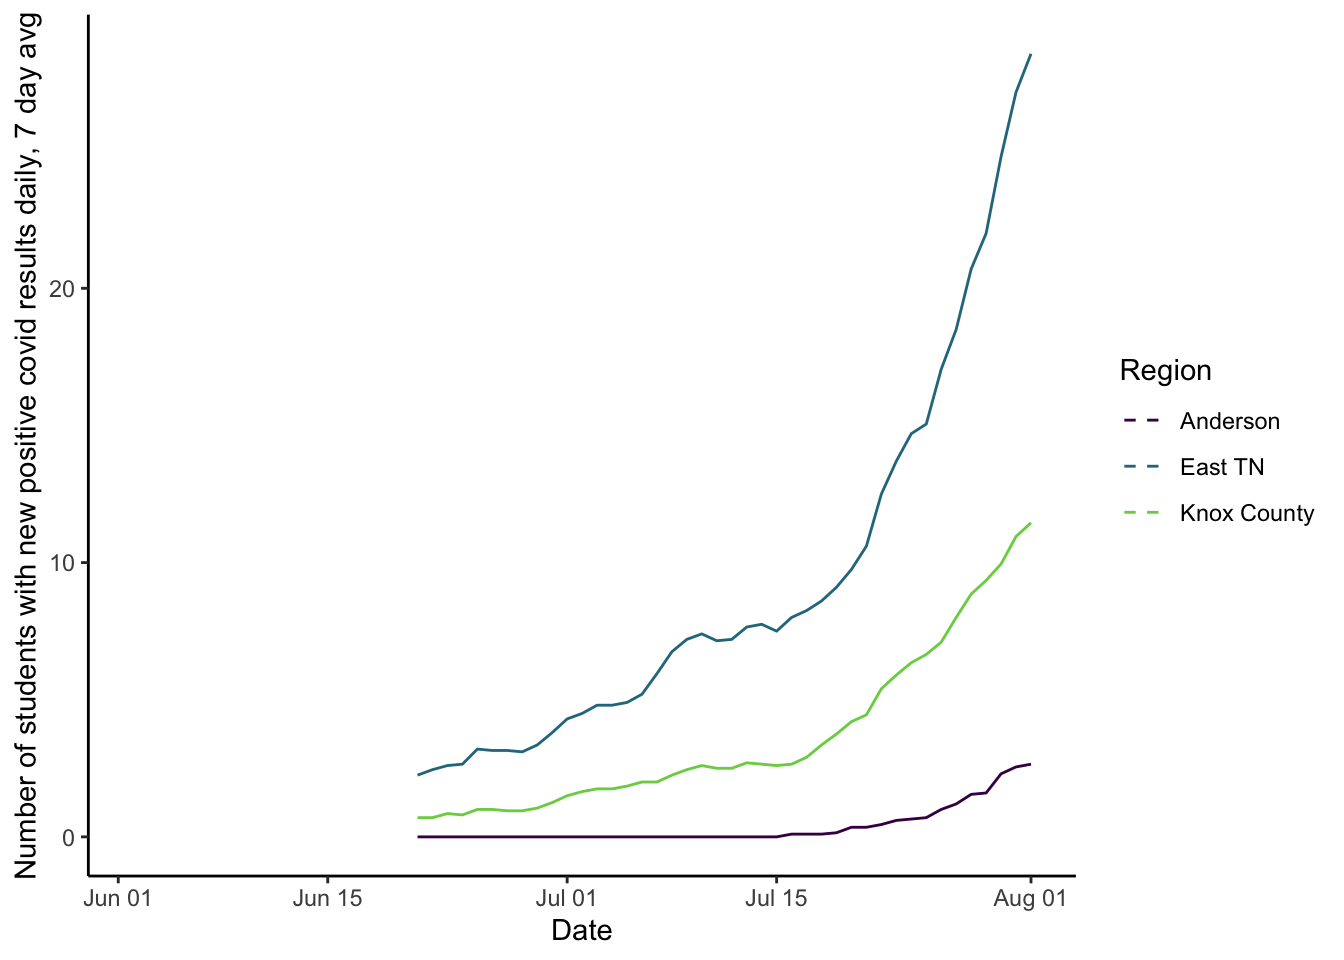 Number of students with new positive covid results daily, 7 day avg
20
10
0
Jun 01
Jun 15
Jul 01
Jul 15
Aug 01
Date
Region
Anderson
East TN
Knox County